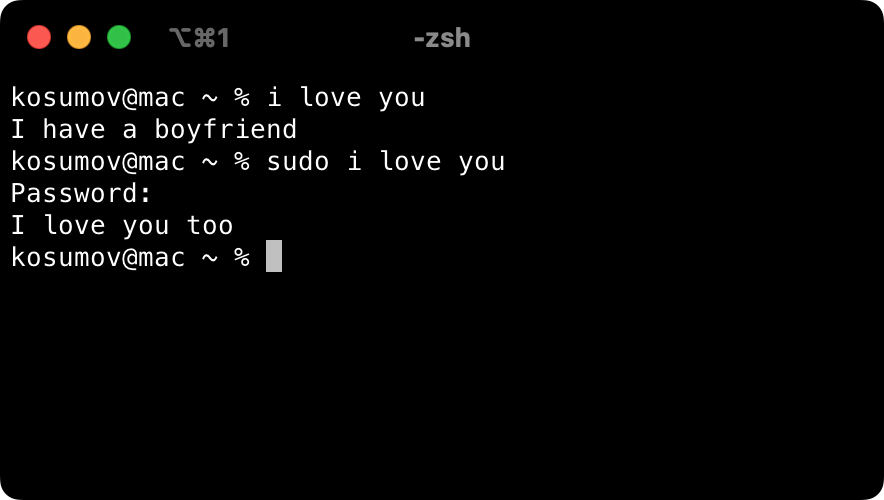 ⌥⌘1 -zsh
kosumov@mac ~ % i love you
I have a boyfriend
kosumov@mac ~ % sudo i love you
Password:
I love you too
kosumov@mac ~ %